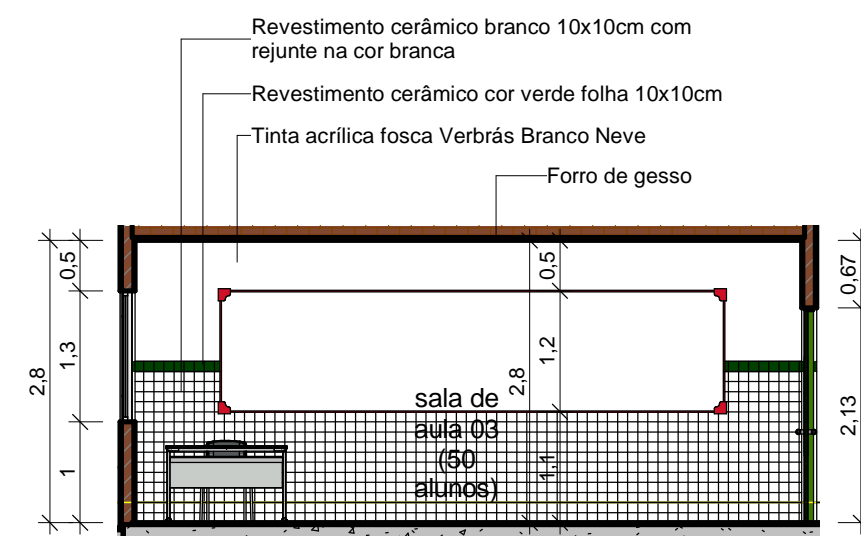 Revestimento cerâmico branco 10x10cm com
rejunte na cor branca
Revestimento cerâmico cor verde folha 10x10cm
Tinta acrílica fosca Verbrás Branco Neve
Forro de gesso
0,5
0,5
0,67
2,8
1,3
2,8
1,2
2,13
1
1,1
sala de
aula 03
(50
alunos)